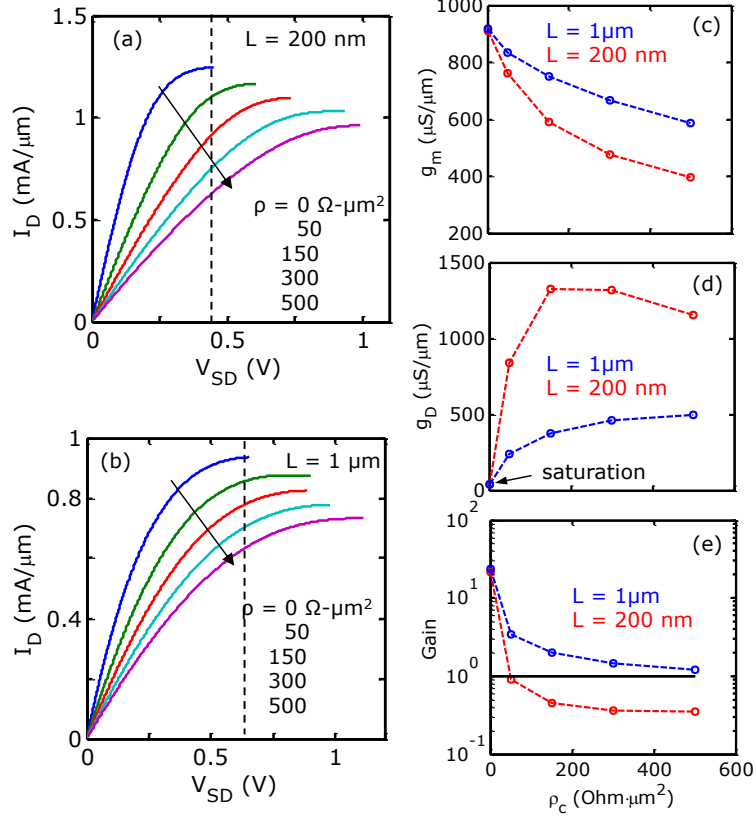 (a)
L = 200 nm
I_D (mA/μm)
1.5
1
0.5
0
ρ = 0 Ω-μm²
50
150
300
500
0
0.5
1
V_SD (V)
(b)
L = 1 μm
I_D (mA/μm)
1
0.8
0.4
0
ρ = 0 Ω-μm²
50
150
300
500
0
0.5
1
V_SD (V)
(c)
L = 1μm
L = 200 nm
g_m (μS/μm)
1000
800
600
400
200
(d)
L = 1μm
L = 200 nm
g_D (μS/μm)
1500
1000
500
0
saturation
(e)
L = 1μm
L = 200 nm
Gain
10²
10¹
10⁰
10⁻¹
0
200
400
600
ρ_c (Ohm·μm²)